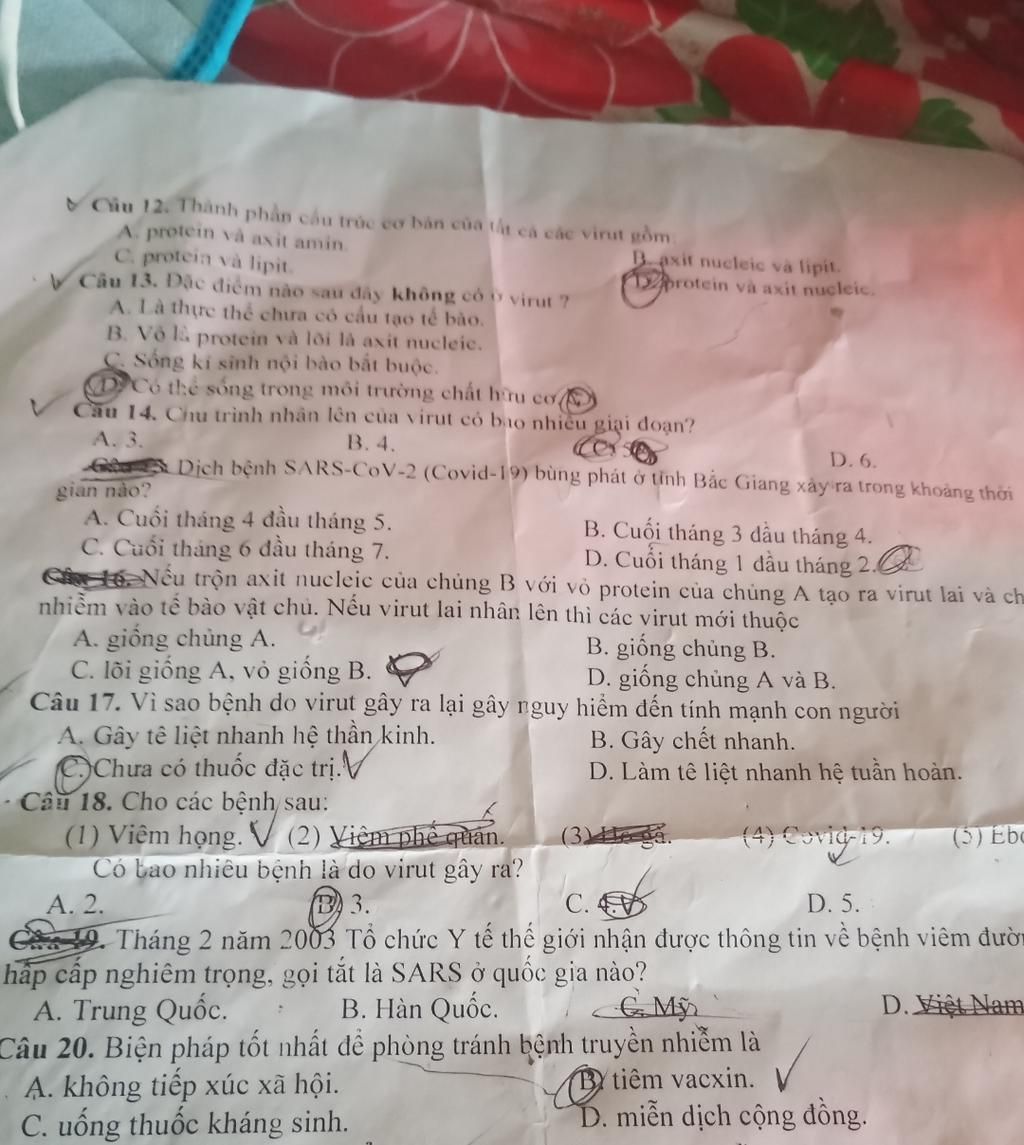 Câu 12. Thành phần cấu trúc cơ bản của tất cả các virut gồm
A. protein và axit amin.
B. axit nucleic và lipit.
C. protein và lipit.
D. protein và axit nucleic.
Câu 13. Đặc điểm nào sau đây không có ở virut ?
A. Là thực thể chưa có cấu tạo tế bào.
B. Vỏ là protein và lõi là axit nucleic.
C. Sống kí sinh nội bào bắt buộc.
D. Có thể sống trong môi trường chất hữu cơ
Câu 14. Chu trình nhân lên của virut có bao nhiêu giai đoạn?
A. 3. B. 4. C. 5 D. 6.
Dịch bệnh SARS-CoV-2 (Covid-19) bùng phát ở tỉnh Bắc Giang xảy ra trong khoảng thời
gian nào?
A. Cuối tháng 4 đầu tháng 5. B. Cuối tháng 3 đầu tháng 4.
C. Cuối tháng 6 đầu tháng 7. D. Cuối tháng 1 đầu tháng 2.
Câu 16. Nếu trộn axit nucleic của chủng B với vỏ protein của chủng A tạo ra virut lai và ch
nhiễm vào tế bào vật chủ. Nếu virut lai nhân lên thì các virut mới thuộc
A. giống chủng A. B. giống chủng B.
C. lõi giống A, vỏ giống B. D. giống chủng A và B.
Câu 17. Vì sao bệnh do virut gây ra lại gây nguy hiểm đến tính mạnh con người
A. Gây tê liệt nhanh hệ thần kinh. B. Gây chết nhanh.
C. Chưa có thuốc đặc trị. D. Làm tê liệt nhanh hệ tuần hoàn.
Câu 18. Cho các bệnh sau:
(1) Viêm họng. (2) Viêm phế quản. (3) gà. (4) Covid-19. (5) Ebo
Có bao nhiêu bệnh là do virut gây ra?
A. 2. B. 3. C. 4. D. 5.
Câu 19. Tháng 2 năm 2003 Tổ chức Y tế thế giới nhận được thông tin về bệnh viêm đườn
hấp cấp nghiêm trọng, gọi tắt là SARS ở quốc gia nào?
A. Trung Quốc. B. Hàn Quốc. C. Mỹ D. Việt Nam
Câu 20. Biện pháp tốt nhất để phòng tránh bệnh truyền nhiễm là
A. không tiếp xúc xã hội. B. tiêm vacxin.
C. uống thuốc kháng sinh. D. miễn dịch cộng đồng.